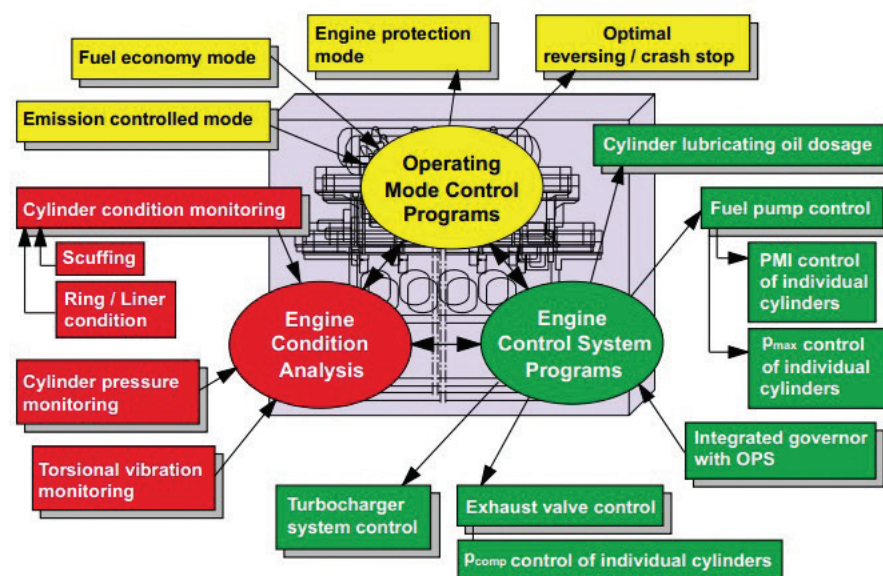 Engine protection
mode
Optimal
reversing / crash stop
Fuel economy mode
Emission controlled mode
Operating
Mode Control
Programs
Cylinder lubricating oil dosage
Cylinder condition monitoring
Scuffing
Ring / Liner
condition
Fuel pump control
PMI control
of individual
cylinders
pmax control
of individual
cylinders
Engine
Condition
Analysis
Engine
Control System
Programs
Cylinder pressure
monitoring
Torsional vibration
monitoring
Integrated governor
with OPS
Turbocharger
system control
Exhaust valve control
pcomp control of individual cylinders